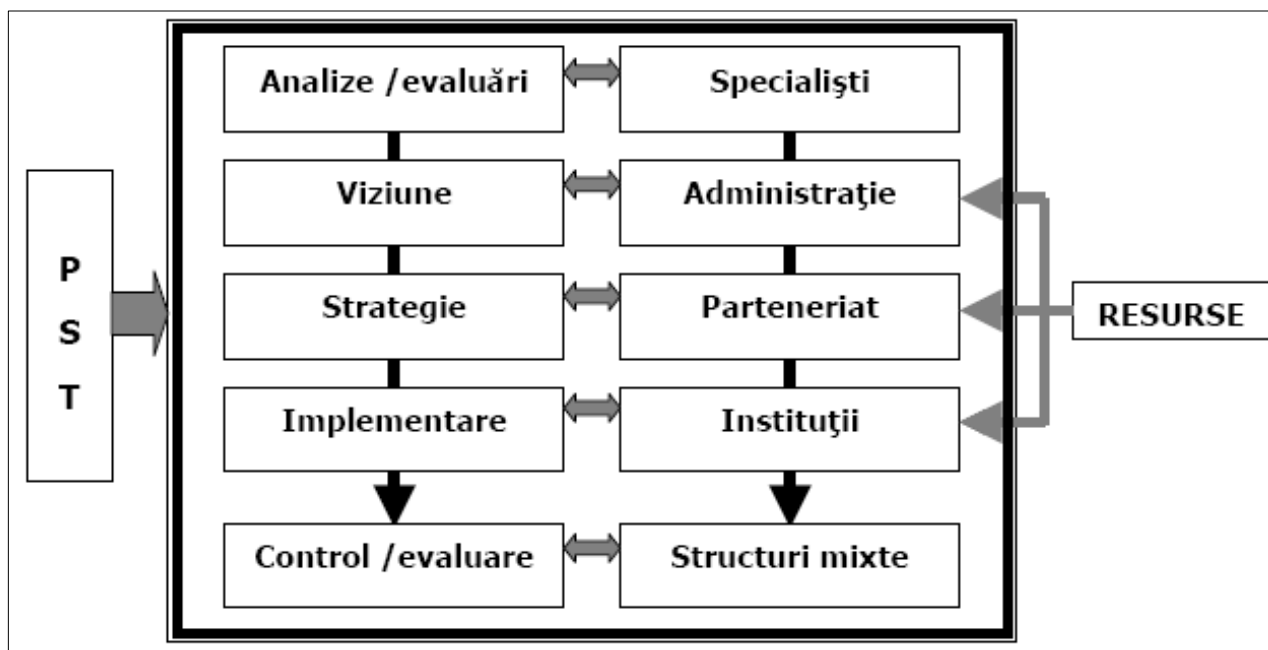 Analize /evaluări
Specialişti
Viziune
Administraţie
P
S
T
Strategie
Parteneriat
RESURSE
Implementare
Instituţii
Control /evaluare
Structuri mixte